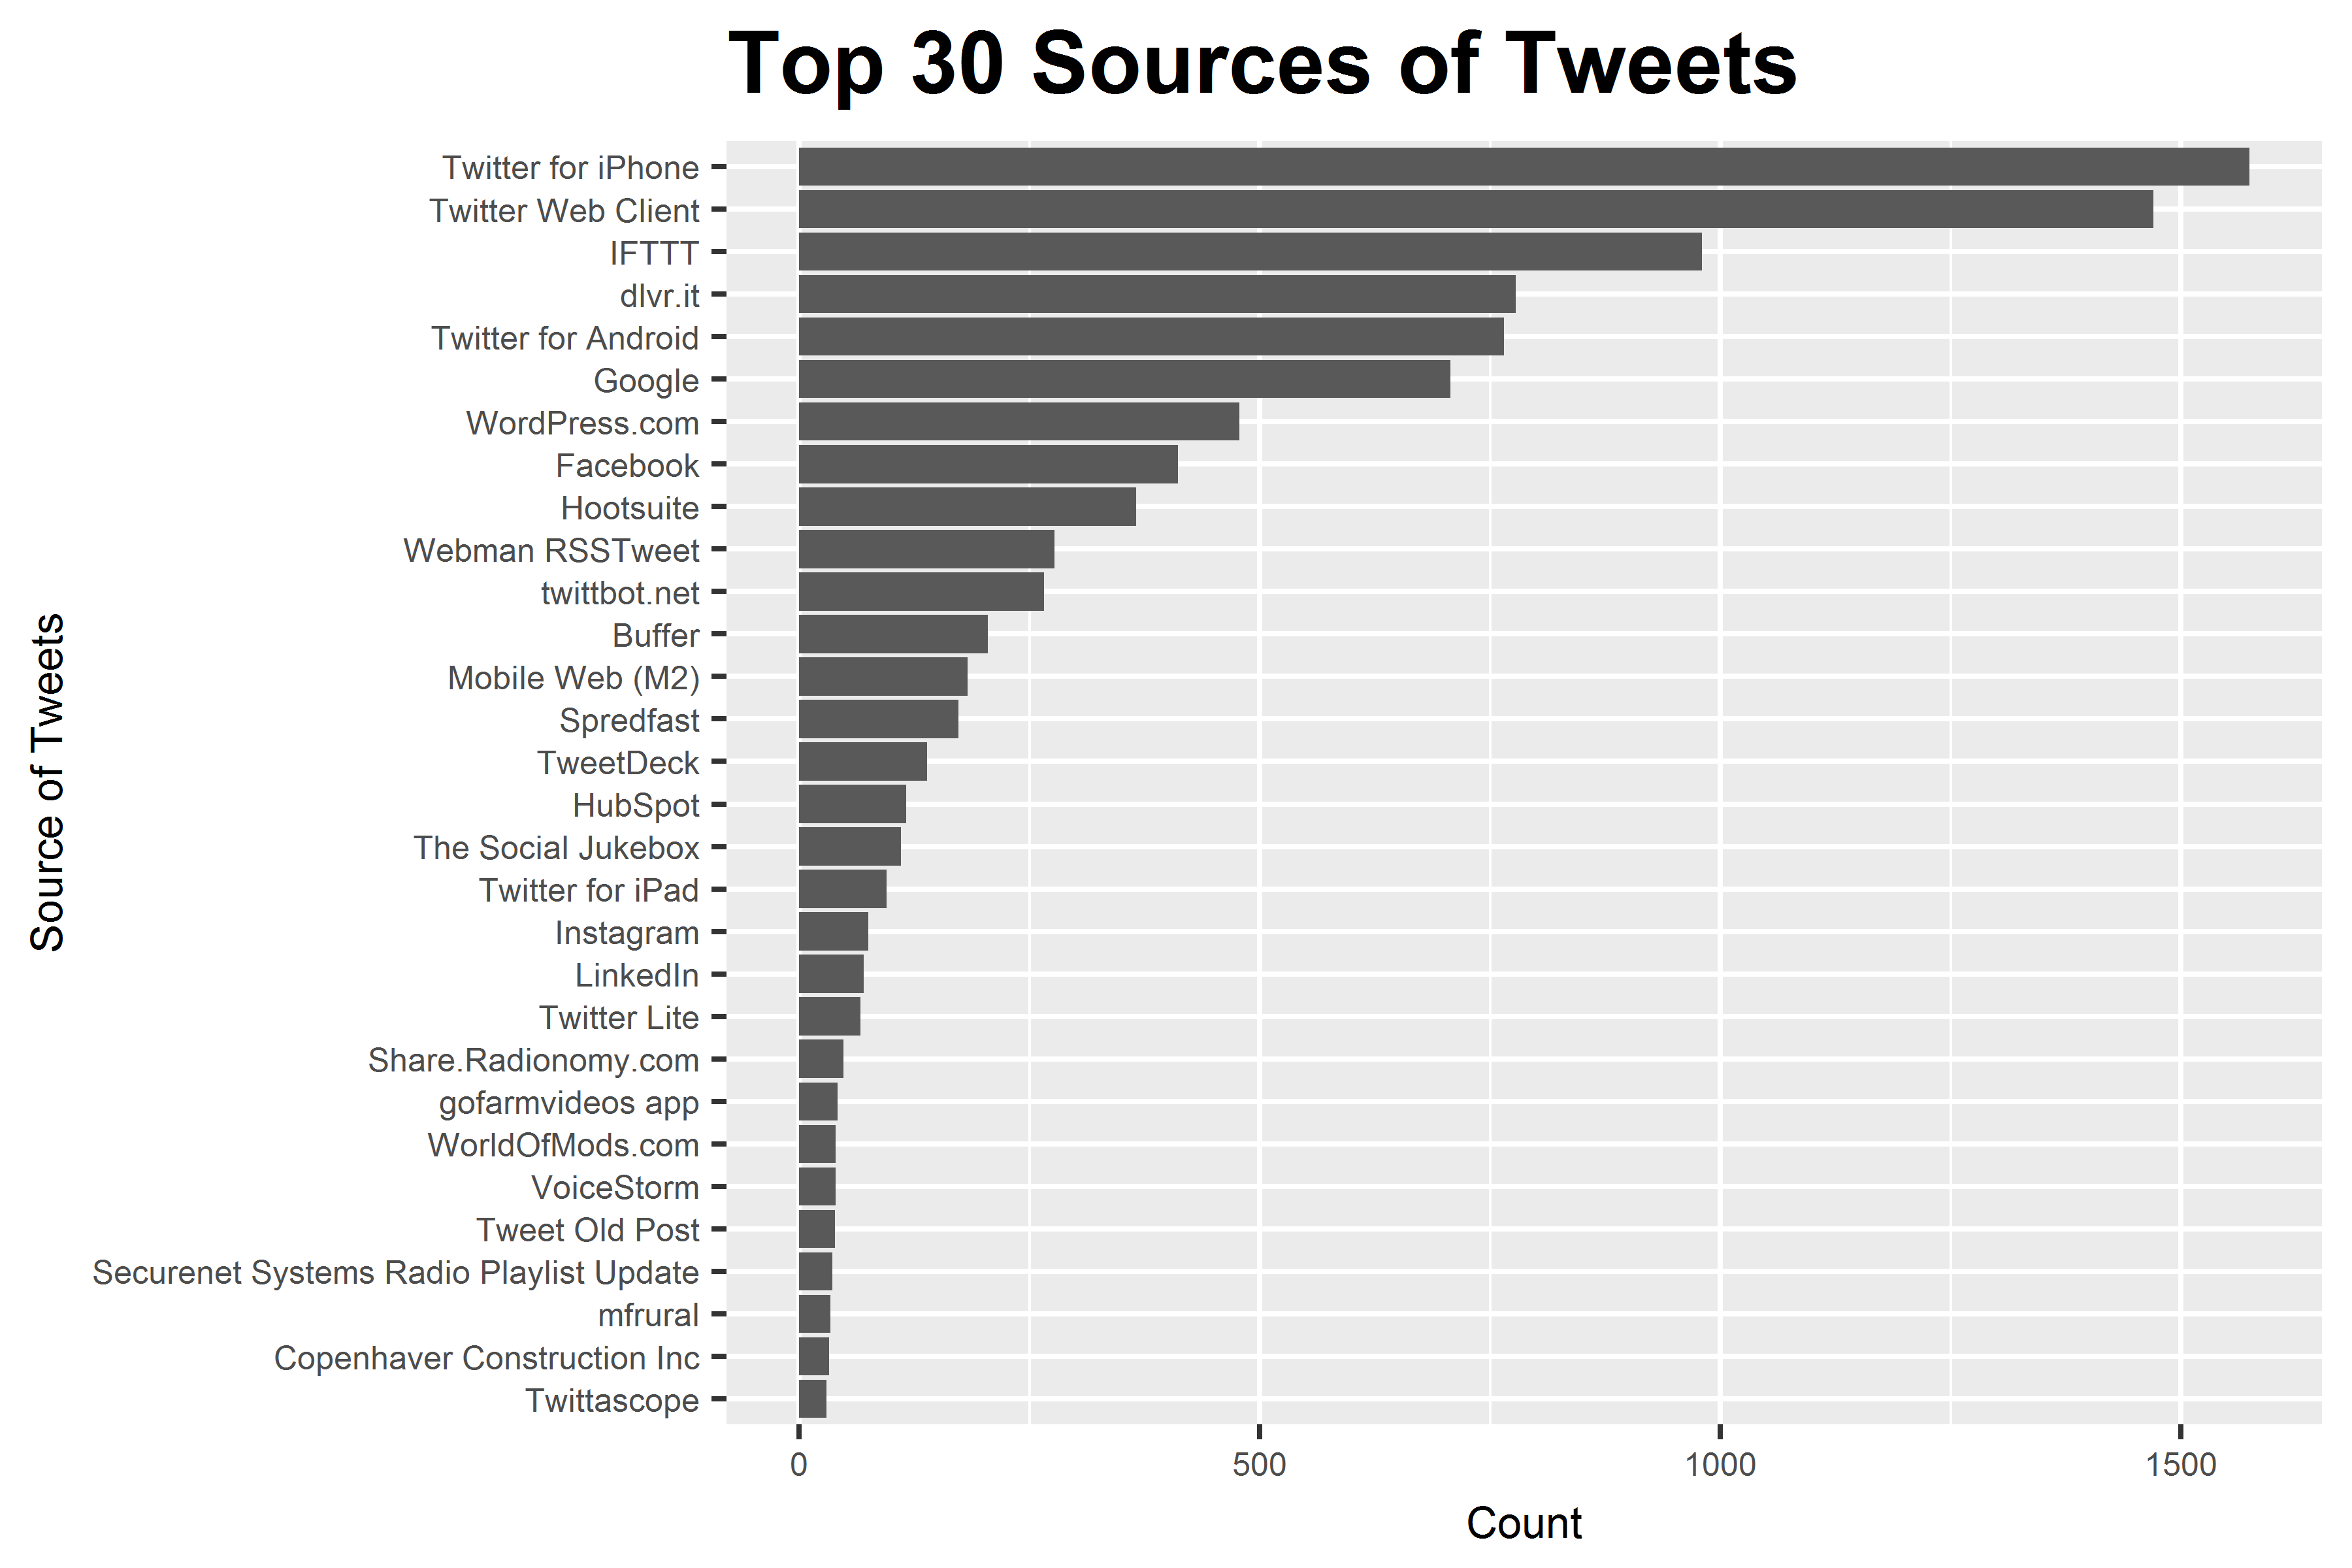 Top 30 Sources of Tweets
Source of Tweets
Twitter for iPhone
Twitter Web Client
IFTTT
dlvr.it
Twitter for Android
Google
WordPress.com
Facebook
Hootsuite
Webman RSSTweet
twittbot.net
Buffer
Mobile Web (M2)
Spredfast
TweetDeck
HubSpot
The Social Jukebox
Twitter for iPad
Instagram
LinkedIn
Twitter Lite
Share.Radionomy.com
gofarmvideos app
WorldOfMods.com
VoiceStorm
Tweet Old Post
Securenet Systems Radio Playlist Update
mfrural
Copenhaver Construction Inc
Twittascope
0 500 1000 1500
Count